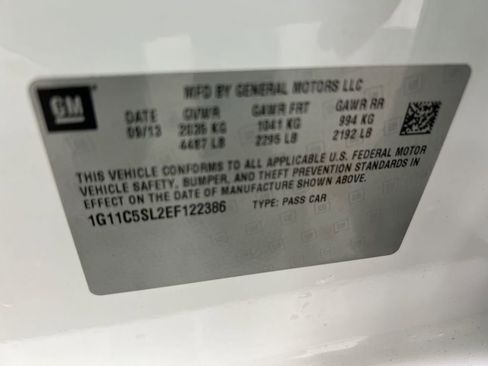 GM
MFD BY GENERAL MOTORS LLC
DATE GVWR GAWR FRT GAWR RR
09/13 2035 KG 1041 KG 994 KG
4487 LB 2295 LB 2192 LB
THIS VEHICLE CONFORMS TO ALL APPLICABLE U.S. FEDERAL MOTOR
VEHICLE SAFETY, BUMPER, AND THEFT PREVENTION STANDARDS IN
EFFECT ON THE DATE OF MANUFACTURE SHOWN ABOVE.
1G11C5SL2EF122386 TYPE: PASS CAR